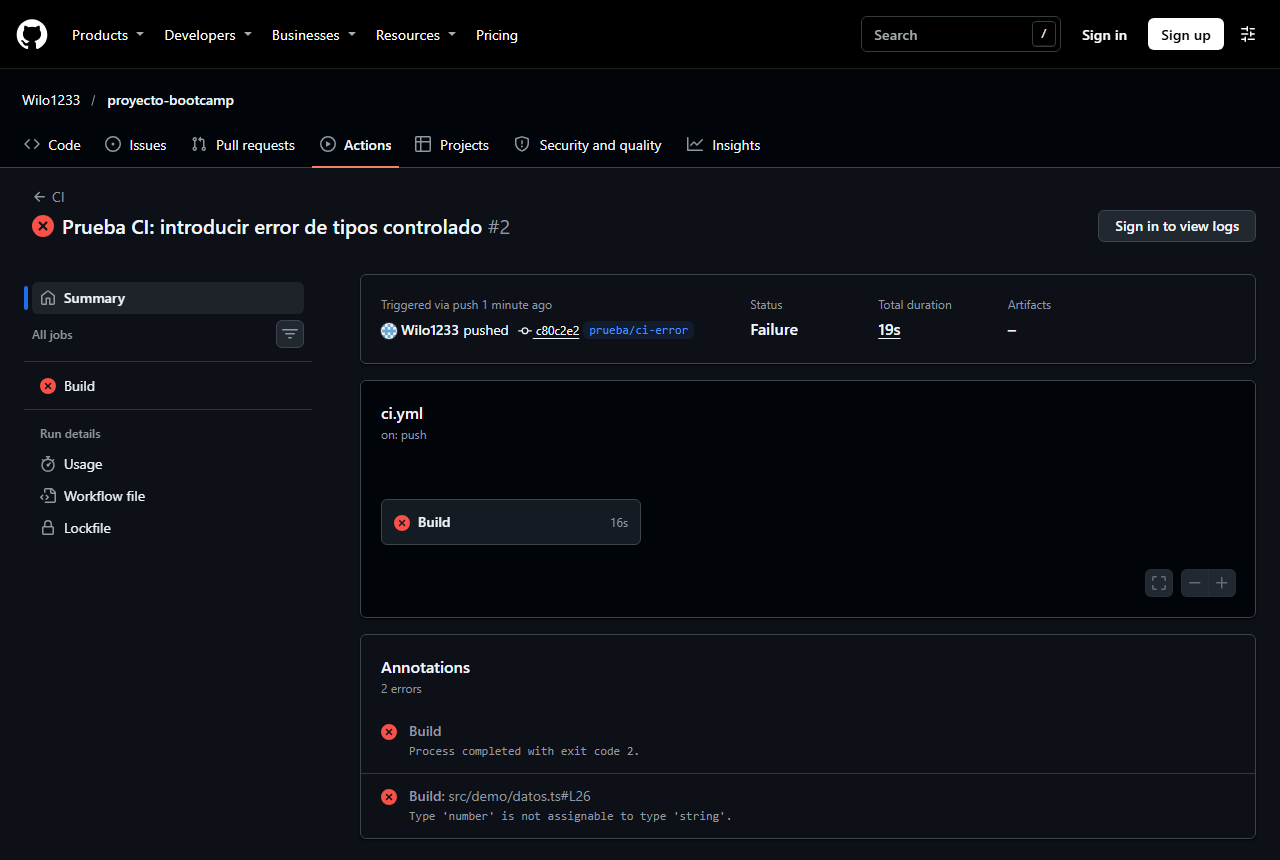 Products Developers Businesses Resources Pricing Search / Sign in Sign up
Wilo1233 / proyecto-bootcamp
Code Issues Pull requests Actions Projects Security and quality Insights
CI
Prueba CI: introducir error de tipos controlado #2
Sign in to view logs
Summary
All jobs
Build
Run details
Usage
Workflow file
Lockfile
Triggered via push 1 minute ago
Wilo1233 pushed c80c2e2 prueba/ci-error
Status
Failure
Total duration
19s
Artifacts
–
ci.yml
on: push
Build 16s
Annotations
2 errors
Build
Process completed with exit code 2.
Build: src/demo/datos.ts#L26
Type 'number' is not assignable to type 'string'.